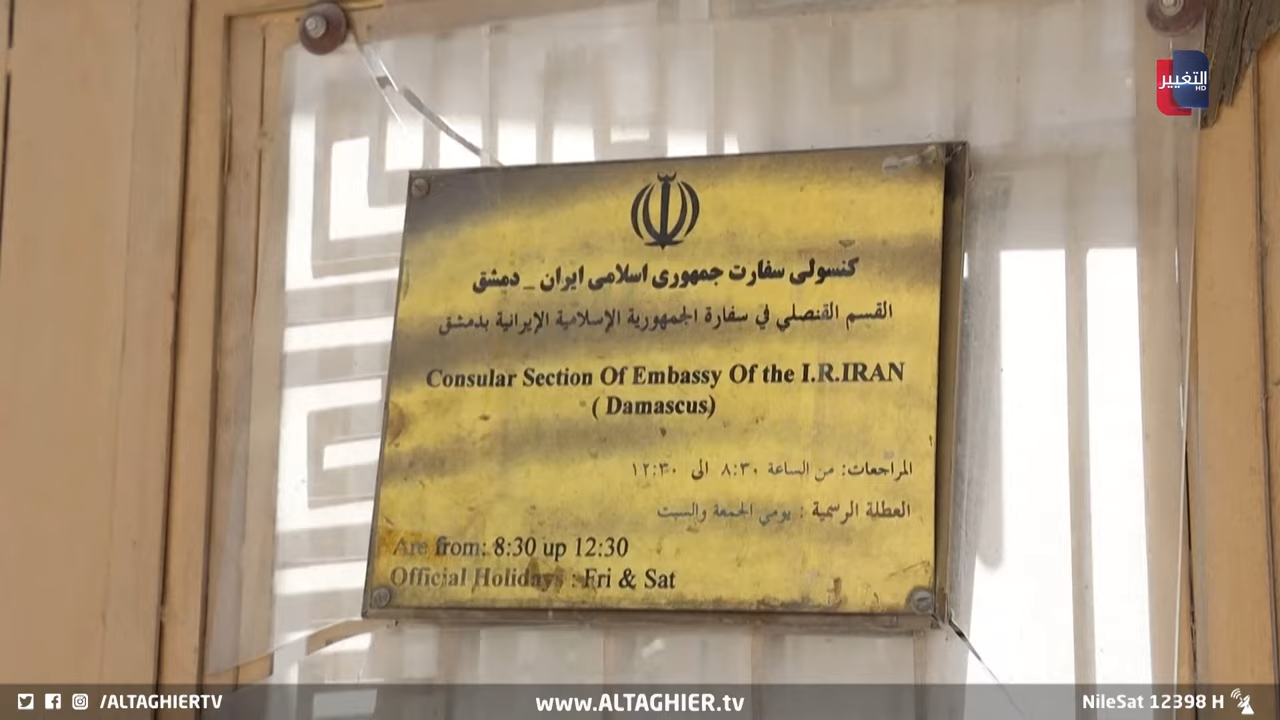 التغيير HD
کنسولی سفارت جمهوری اسلامی ایران _ دمشق
القسم القنصلي في سفارة الجمهورية الإسلامية الإيرانية بدمشق
Consular Section Of Embassy Of the I.R.IRAN
( Damascus)
المراجعات: من الساعة ٨:٣٠ الى ١٢:٣٠
العطلة الرسمية : يومي الجمعة والسبت
Are from: 8:30 up 12:30
Official Holidays : Fri & Sat
/ALTAGHIERTV
www.ALTAGHIER.tv
NileSat 12398 H